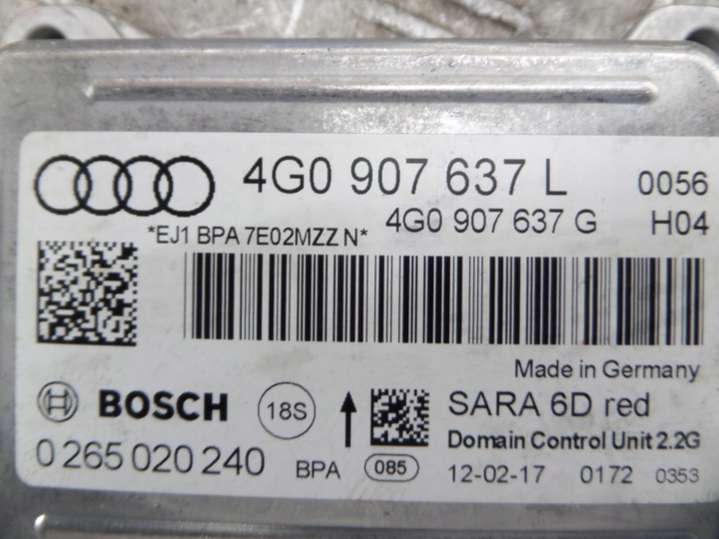 4G0 907 637 L 0056
*EJ1 BPA 7E02MZZ N* 4G0 907 637 G H04
Made in Germany
BOSCH 18S SARA 6D red
Domain Control Unit 2.2G
0 265 020 240 BPA 085 12-02-17 0172 0353